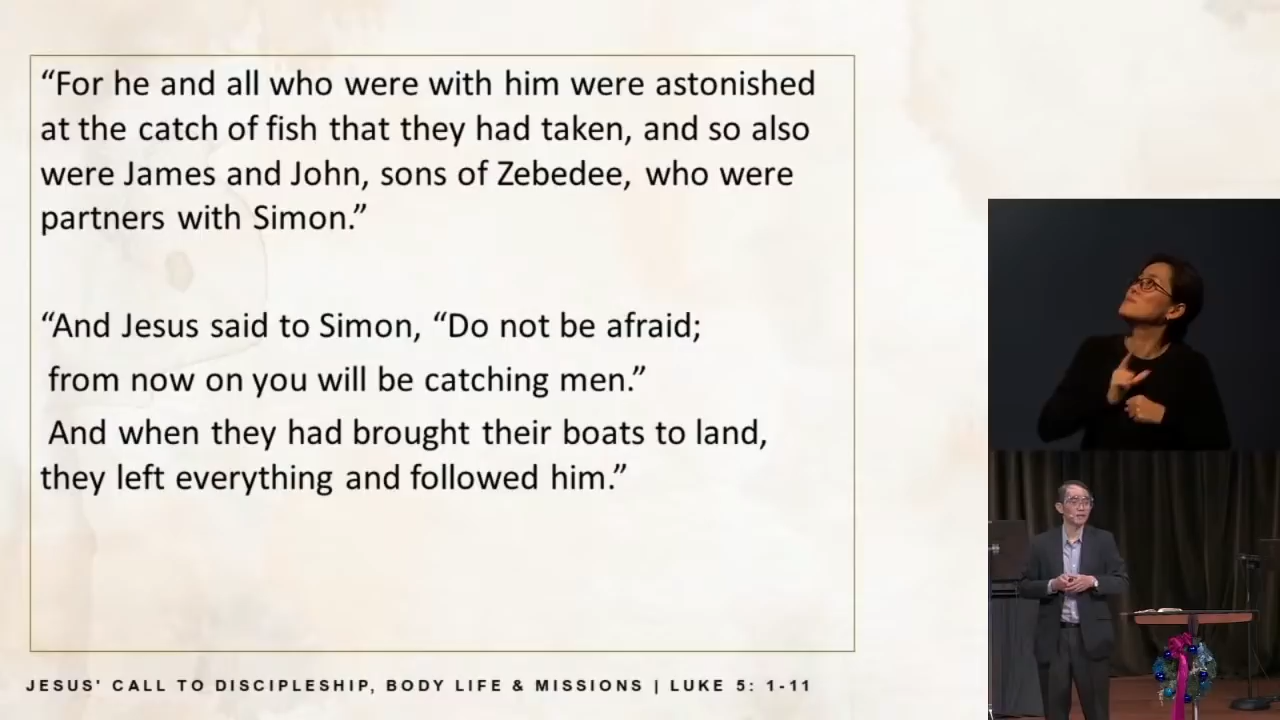 “For he and all who were with him were astonished
at the catch of fish that they had taken, and so also
were James and John, sons of Zebedee, who were
partners with Simon.”
“And Jesus said to Simon, “Do not be afraid;
from now on you will be catching men.”
And when they had brought their boats to land,
they left everything and followed him.”
JESUS' CALL TO DISCIPLESHIP, BODY LIFE & MISSIONS | LUKE 5: 1-11